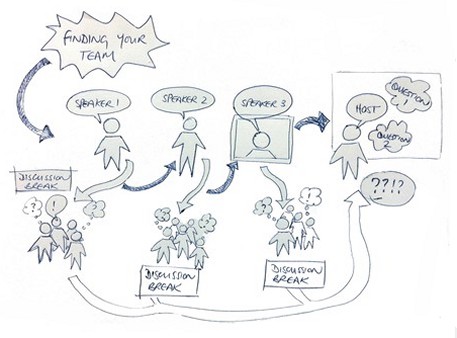 FINDING YOUR
TEAM
SPEAKER 1
SPEAKER 2
SPEAKER 3
HOST
QUESTION
1
QUESTION
2
DISCUSSION
BREAK
?
!
??!?
?
DISCUSSION
BREAK
DISCUSSION
BREAK